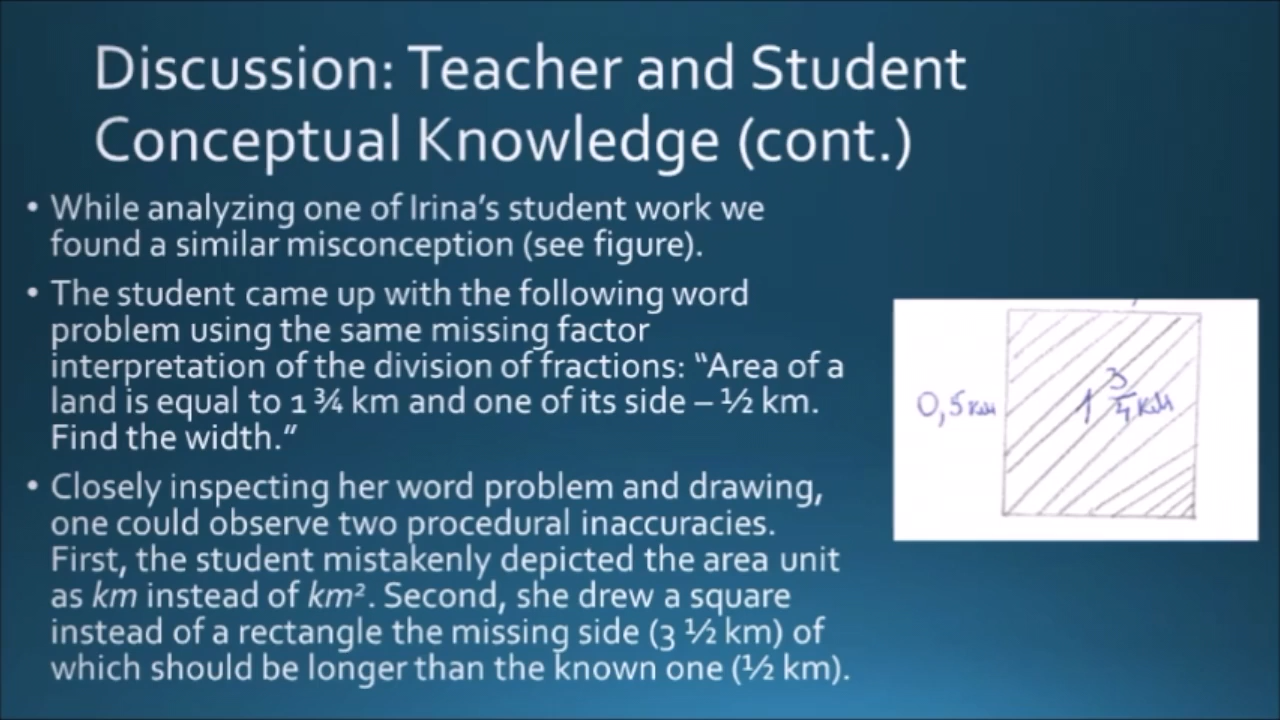 Discussion: Teacher and Student
Conceptual Knowledge (cont.)
• While analyzing one of Irina’s student work we
found a similar misconception (see figure).
• The student came up with the following word
problem using the same missing factor
interpretation of the division of fractions: “Area of a
land is equal to 1 ¾ km and one of its side – ½ km.
Find the width.”
• Closely inspecting her word problem and drawing,
one could observe two procedural inaccuracies.
First, the student mistakenly depicted the area unit
as km instead of km². Second, she drew a square
instead of a rectangle the missing side (3 ½ km) of
which should be longer than the known one (½ km).
0,5 км
1 3/4 км